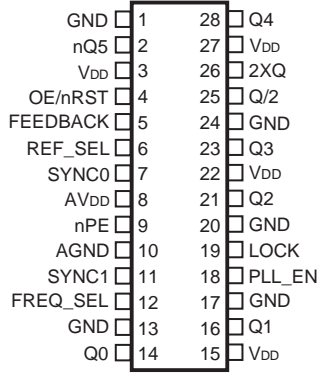 GND 1 28 Q4
nQ5 2 27 VDD
VDD 3 26 2XQ
OE/nRST 4 25 Q/2
FEEDBACK 5 24 GND
REF_SEL 6 23 Q3
SYNC0 7 22 VDD
AVDD 8 21 Q2
nPE 9 20 GND
AGND 10 19 LOCK
SYNC1 11 18 PLL_EN
FREQ_SEL 12 17 GND
GND 13 16 Q1
Q0 14 15 VDD